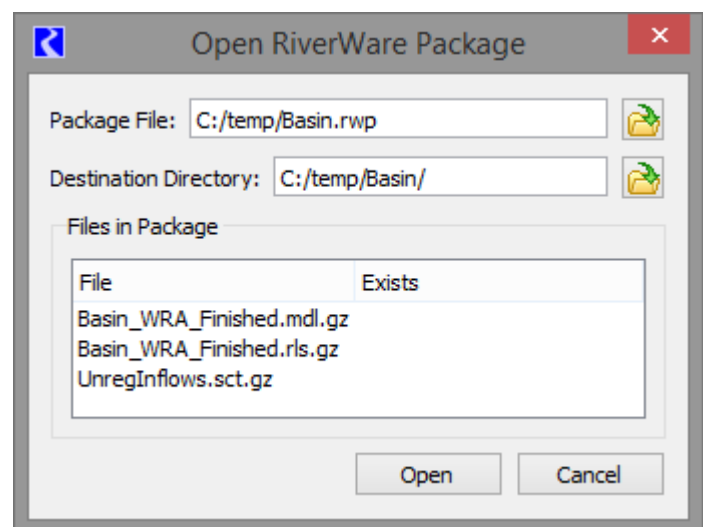 Open RiverWare Package
Package File: C:/temp/Basin.rwp
Destination Directory: C:/temp/Basin/
Files in Package
File Exists
Basin_WRA_Finished.mdl.gz
Basin_WRA_Finished.rls.gz
UnregInflows.sct.gz
Open Cancel